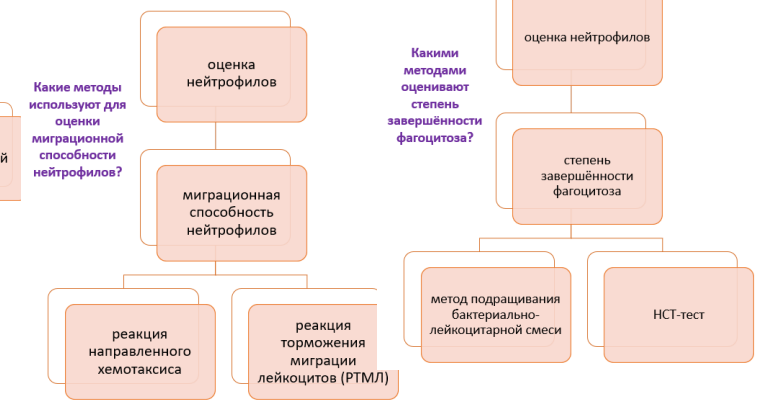 й
Какие методы
используют для
оценки
миграционной
способности
нейтрофилов?
оценка
нейтрофилов
миграционная
способность
нейтрофилов
реакция
направленного
хемотаксиса
реакция
торможения
миграции
лейкоцитов (РТМЛ)
Какими
методами
оценивают
степень
завершённости
фагоцитоза?
оценка нейтрофилов
степень
завершённости
фагоцитоза
метод подращивания
бактериально-
лейкоцитарной смеси
НСТ-тест